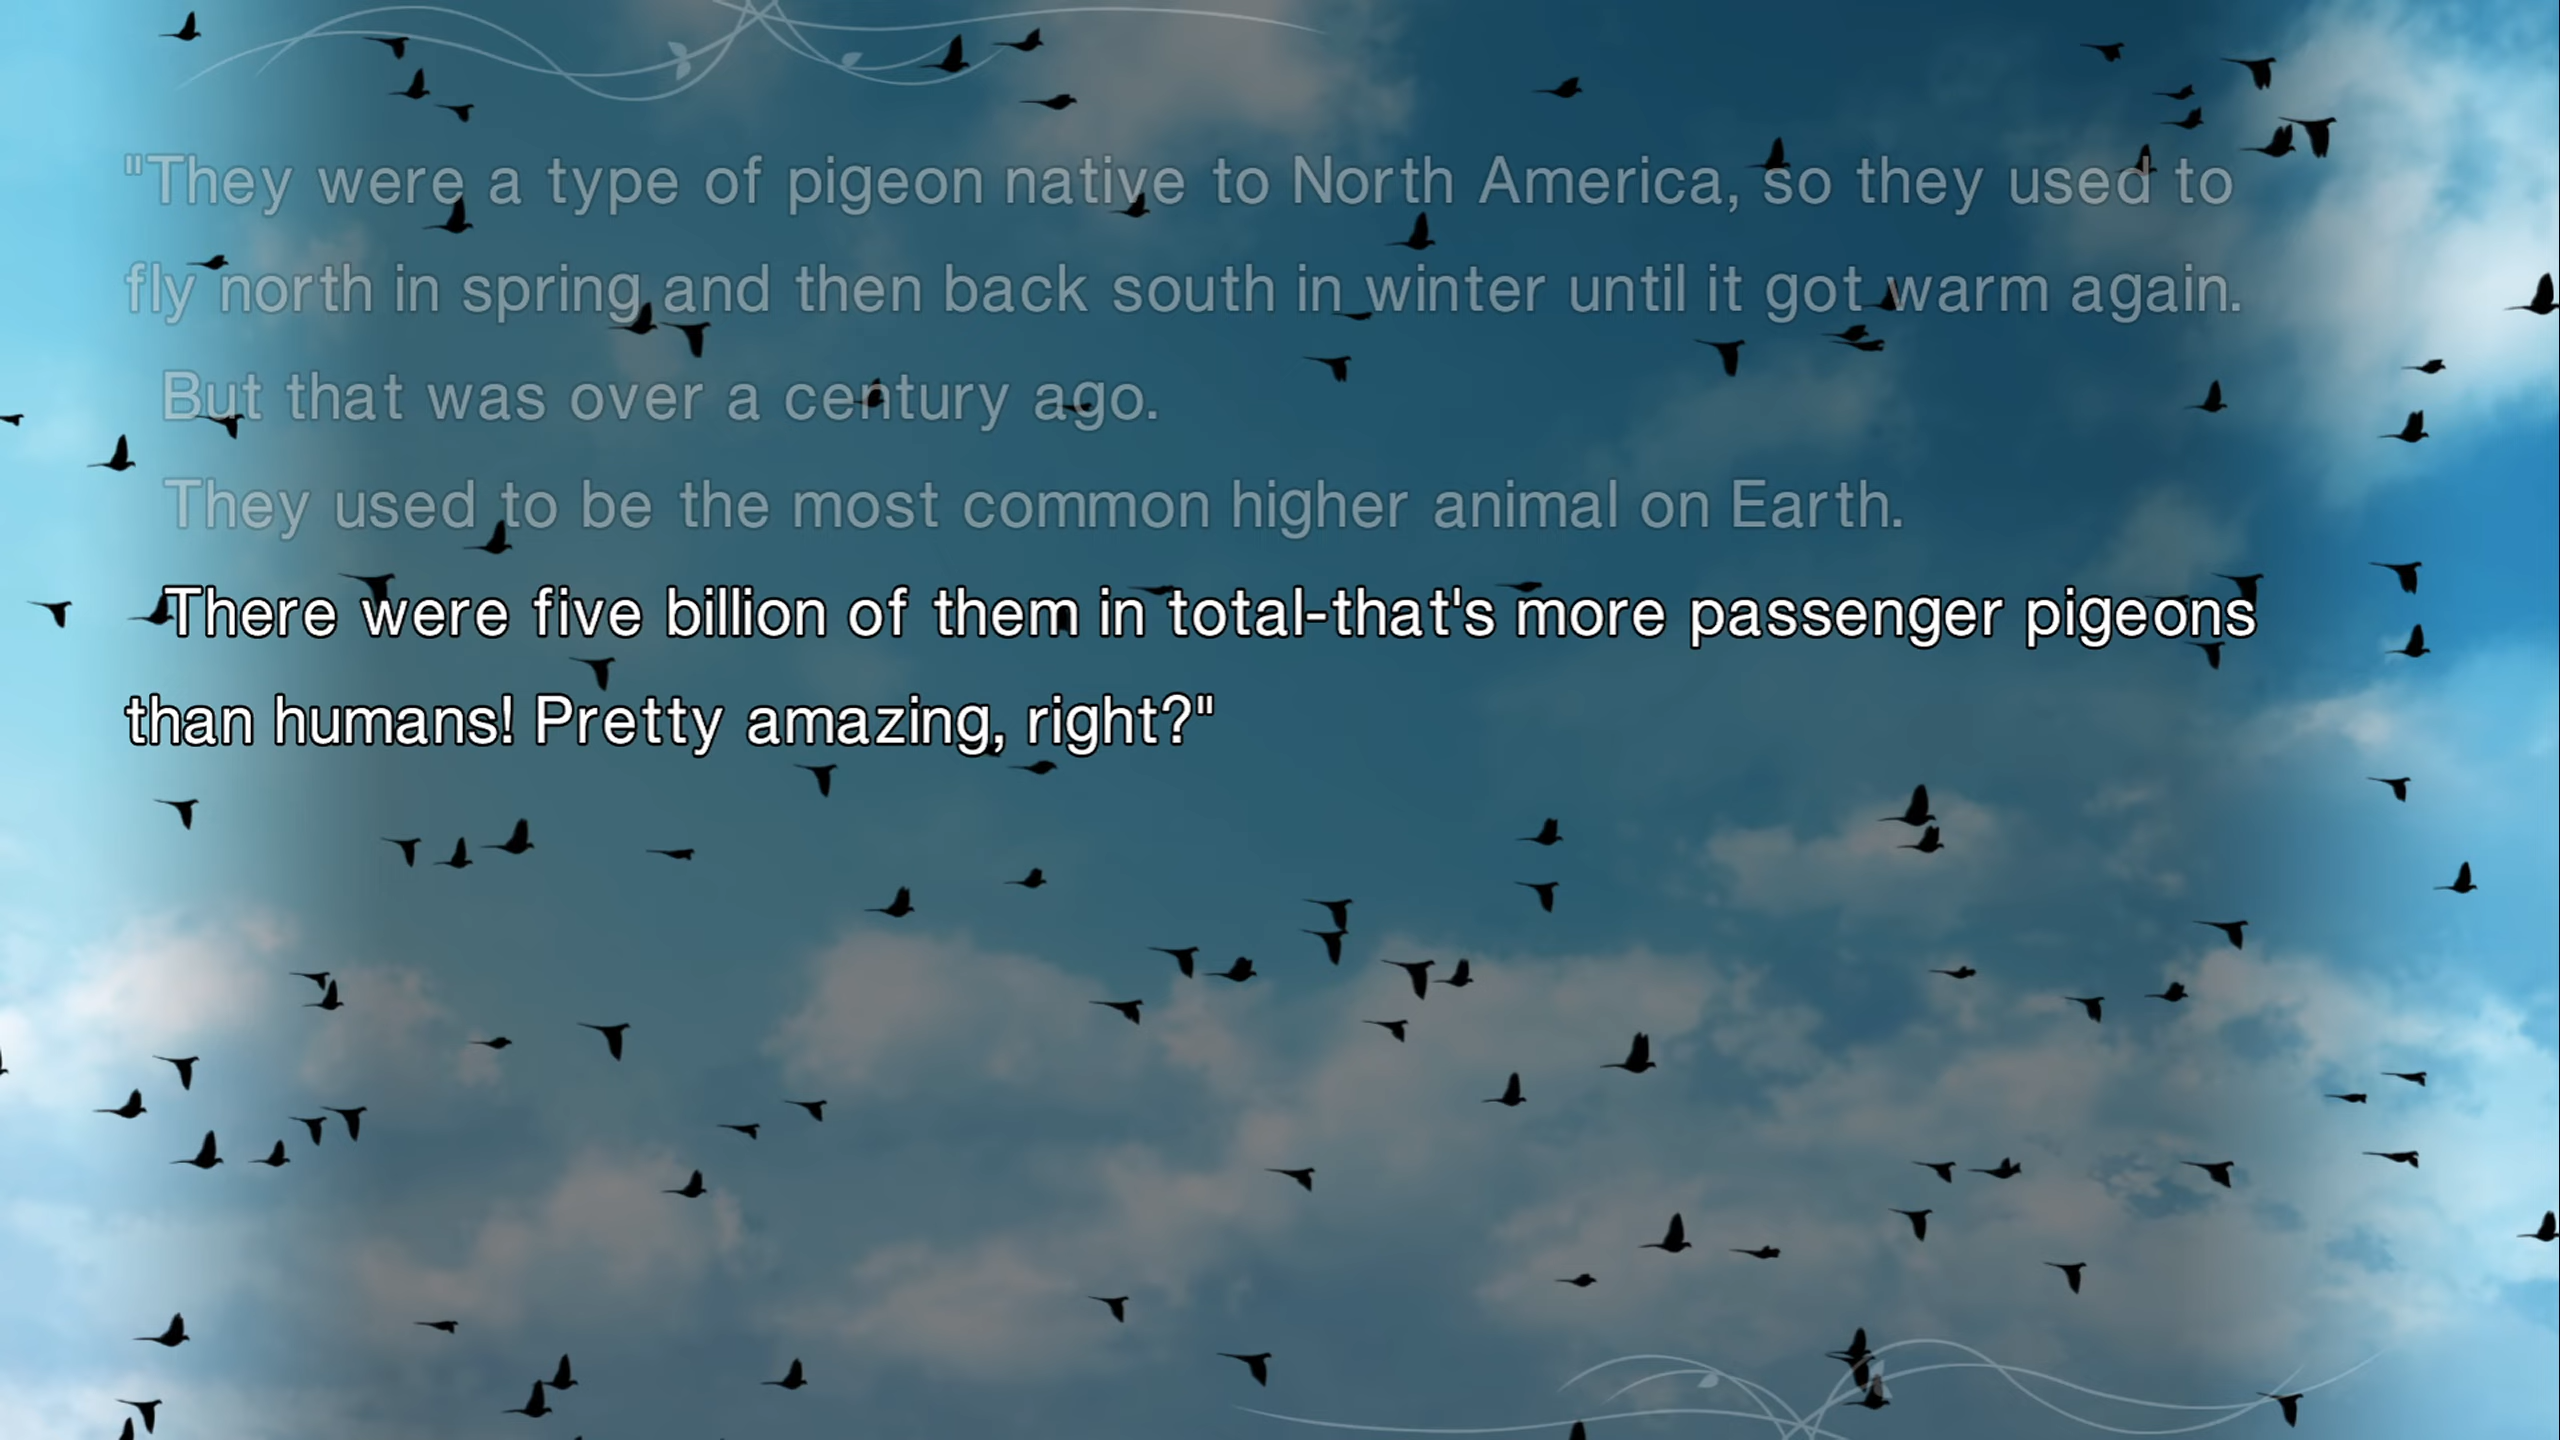 "They were a type of pigeon native to North America, so they used to
fly north in spring and then back south in winter until it got warm again.
But that was over a century ago.
They used to be the most common higher animal on Earth.
There were five billion of them in total-that's more passenger pigeons
than humans! Pretty amazing, right?"